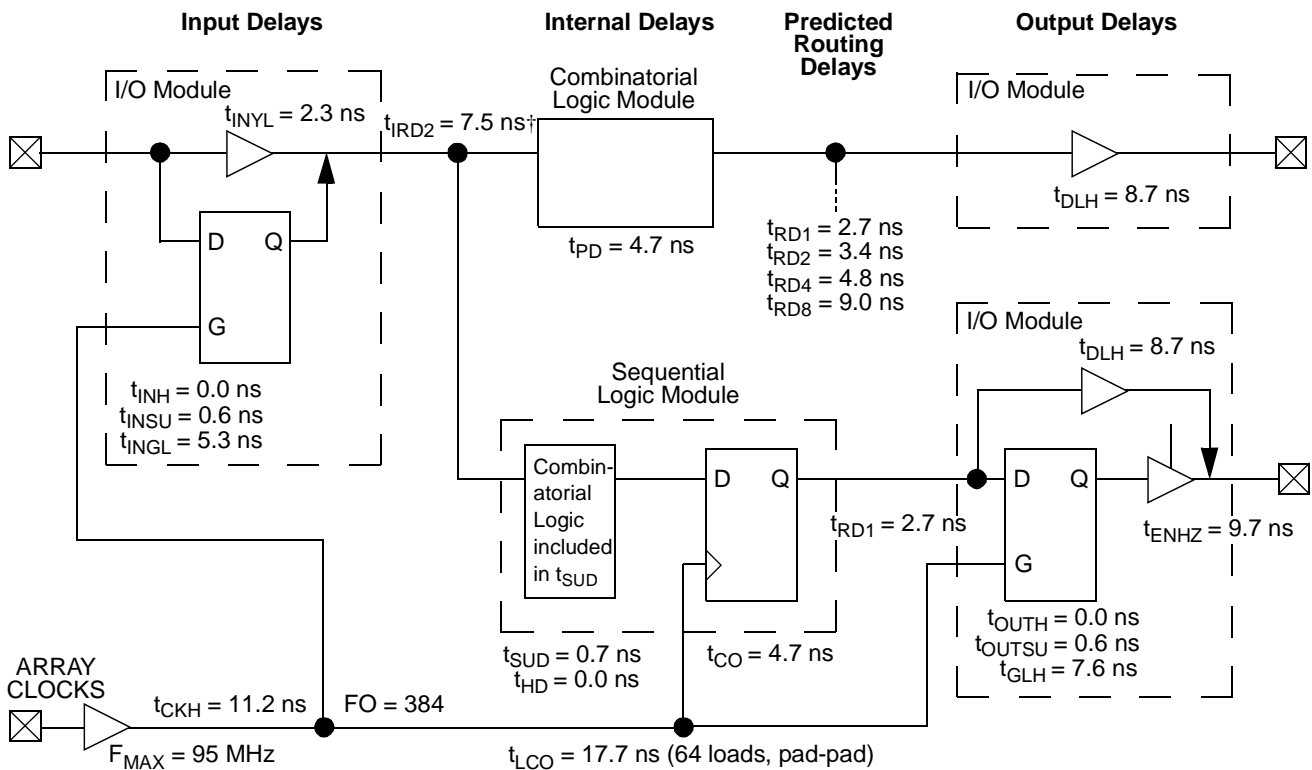 Input Delays
Internal Delays
Predicted
Routing
Delays
Output Delays
I/O Module
tINYL = 2.3 ns
tIRD2 = 7.5 ns†
Combinatorial
Logic Module
I/O Module
tDLH = 8.7 ns
D
Q
G
tPD = 4.7 ns
tRD1 = 2.7 ns
tRD2 = 3.4 ns
tRD4 = 4.8 ns
tRD8 = 9.0 ns
tINH = 0.0 ns
tINSU = 0.6 ns
tINGL = 5.3 ns
Sequential
Logic Module
I/O Module
tDLH = 8.7 ns
Combin-
atorial
Logic
included
in tSUD
D
Q
tRD1 = 2.7 ns
D
Q
G
tENHZ = 9.7 ns
tSUD = 0.7 ns
tHD = 0.0 ns
tCO = 4.7 ns
tOUTH = 0.0 ns
tOUTSU = 0.6 ns
tGLH = 7.6 ns
ARRAY
CLOCKS
tCKH = 11.2 ns
FO = 384
FMAX = 95 MHz
tLCO = 17.7 ns (64 loads, pad-pad)